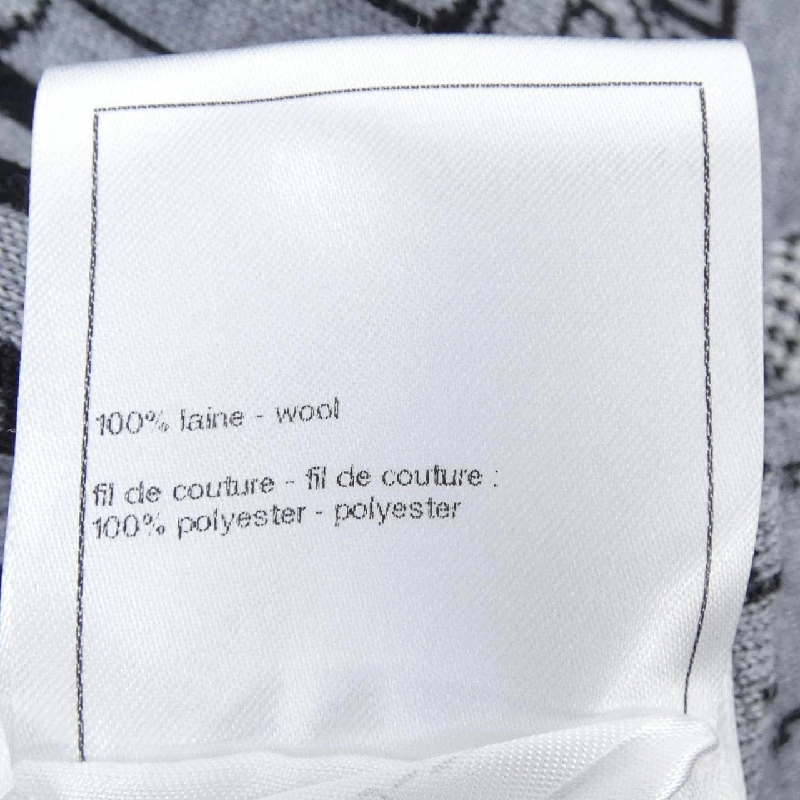 100% laine - wool
fil de couture - fil de couture :
100% polyester - polyester